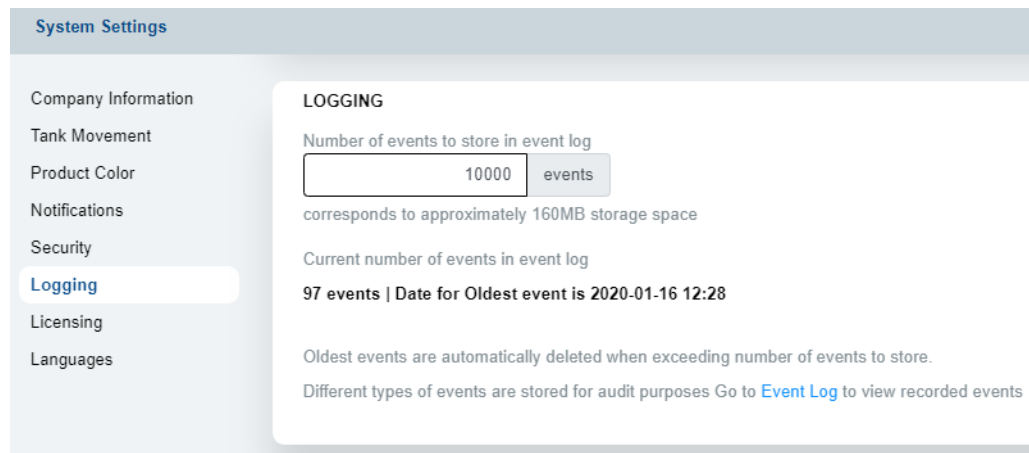 System Settings
Company Information
Tank Movement
Product Color
Notifications
Security
Logging
Licensing
Languages
LOGGING
Number of events to store in event log
10000 events
corresponds to approximately 160MB storage space
Current number of events in event log
97 events | Date for Oldest event is 2020-01-16 12:28
Oldest events are automatically deleted when exceeding number of events to store.
Different types of events are stored for audit purposes Go to Event Log to view recorded events